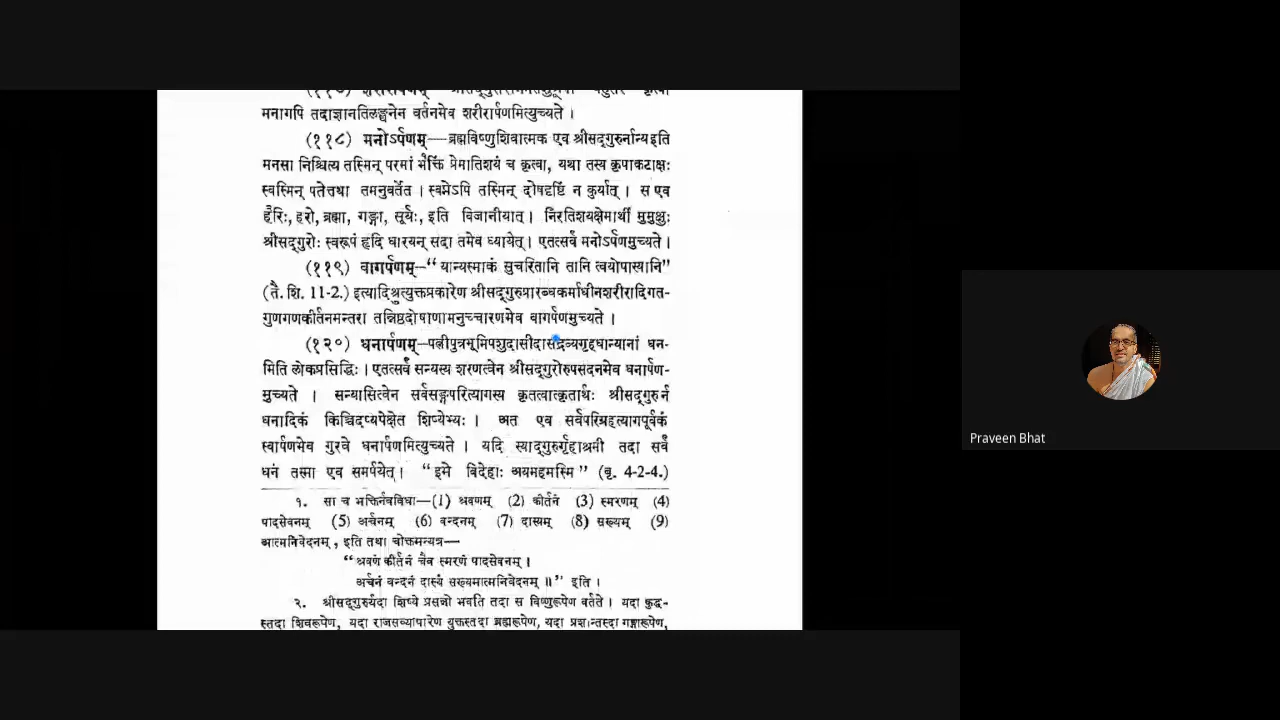 मनागपि तदाज्ञानतिलङ्घनेन वर्तनमेव शरीरार्पणमित्युच्यते ।
(११८) मनोऽर्पणम्—ब्रह्मविष्णुशिवात्मक एव श्रीसद्गुरुर्नान्यइति
मनसा निश्चित्य तस्मिन् परमां भक्तिं प्रेमातिशयं च कृत्वा, यथा तस्य कृपाकटाक्षः
स्वस्मिन् पतेत्तथा तमनुवर्तेत । स्वप्नेऽपि तस्मिन् दोषदृष्टिं न कुर्यात् । स एव
हरिः, हरो, ब्रह्मा, गङ्गा, सूर्यः, इति विजानीयात् । निरतिशयक्षेमार्थी मुमुक्षुः
श्रीसद्गुरोः स्वरूपं हृदि धारयन् सदा तमेव ध्यायेत् । एतत्सर्वं मनोऽर्पणमुच्यते ।
(११९) वागर्पणम्—“यान्यस्माकं सुचरितानि तानि त्वयोपास्यानि”
(तै. शि. 11-2.) इत्यादिश्रुत्युक्तप्रकारेण श्रीसद्गुरुप्रारब्धकर्माधीनशरीरादिगत-
गुणगणकीर्तनमन्तरा तन्निष्ठदोषाणामनुच्चारणमेव वागर्पणमुच्यते ।
(१२०) धनार्पणम्—पत्नीपुत्रभूमिपशुदासीदासद्रव्यगृहधान्यानां धन-
मिति लोकप्रसिद्धिः । एतत्सर्वं सन्यस्य शरणत्वेन श्रीसद्गुरोरुपसदनमेव धनार्पण-
मुच्यते । सन्यासित्वेन सर्वसङ्गपरित्यागस्य कृतत्वात्कृतार्थः श्रीसद्गुरुर्न
धनादिकं किञ्चिदप्यपेक्षेत शिष्येभ्यः । अत एव सर्वपरिग्रहत्यागपूर्वकं
स्वार्पणमेव गुरवे धनार्पणमित्युच्यते । यदि स्याद्गुरुर्गृहाश्रमी तदा सर्वं
धनं तस्मा एव समर्पयेत् । “इमे विदेहाः अयमहमस्मि” (बृ. 4-2-4.)
१. सा च भक्तिर्नवविधा—(1) श्रवणम् (2) कीर्तनं (3) स्मरणम् (4)
पादसेवनम् (5) अर्चनम् (6) वन्दनम् (7) दास्यम् (8) सख्यम् (9)
आत्मनिवेदनम्, इति तथा चोक्तमन्यत्र—
“श्रवणं कीर्तनं चैव स्मरणं पादसेवनम् ।
अर्चनं वन्दनं दास्यं सख्यमात्मनिवेदनम् ॥” इति ।
२. श्रीसद्गुरुर्यदा शिष्ये प्रसन्नो भवति तदा स विष्णुरूपेण वर्तते । यदा क्रुद्ध-
स्तदा शिवरूपेण, यदा राजसव्यापारेण युक्तस्तदा ब्रह्मरूपेण, यदा प्रशान्तस्तदा गङ्गारूपेण,
Praveen Bhat